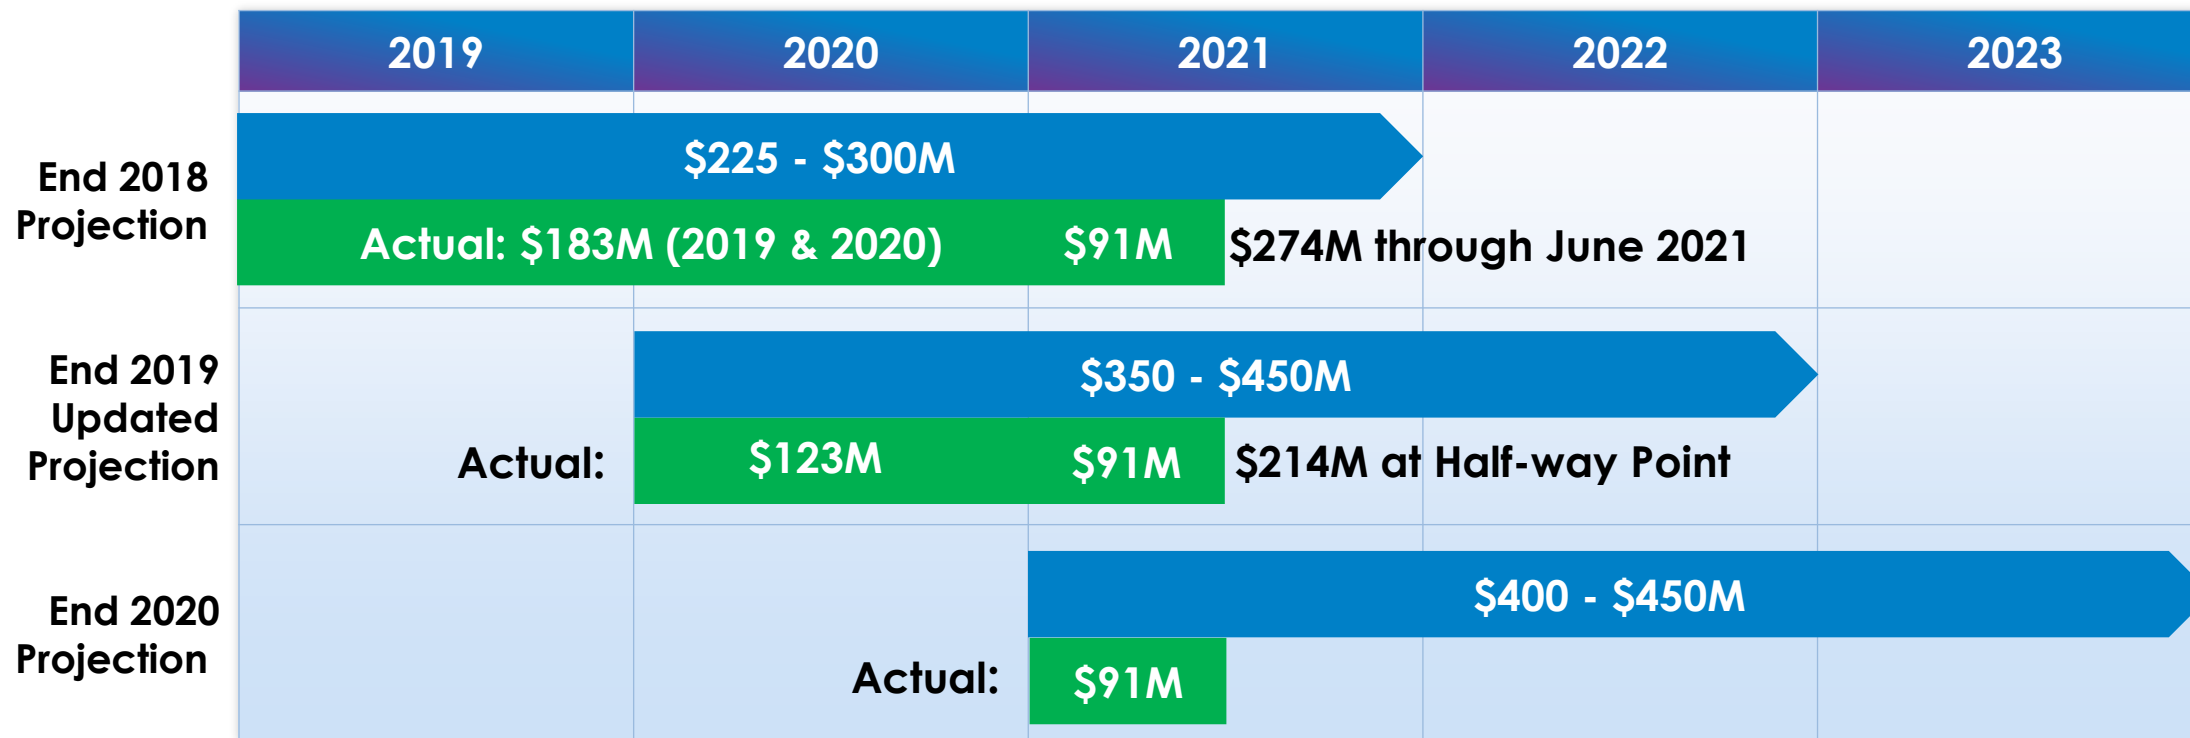 2019 2020 2021 2022 2023
End 2018
Projection
$225 - $300M
Actual: $183M (2019 & 2020) $91M $274M through June 2021
End 2019
Updated
Projection
$350 - $450M
Actual: $123M $91M $214M at Half-way Point
End 2020
Projection
$400 - $450M
Actual: $91M